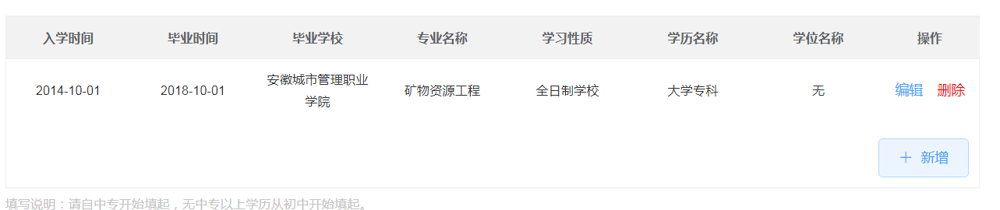 入学时间 毕业时间 毕业学校 专业名称 学习性质 学历名称 学位名称 操作
2014-10-01 2018-10-01 安徽城市管理职业 矿物资源工程 全日制学校 大学专科 无 编辑 删除
学院
新增
填写说明：请自中专开始填起，无中专以上学历从初中开始填起。